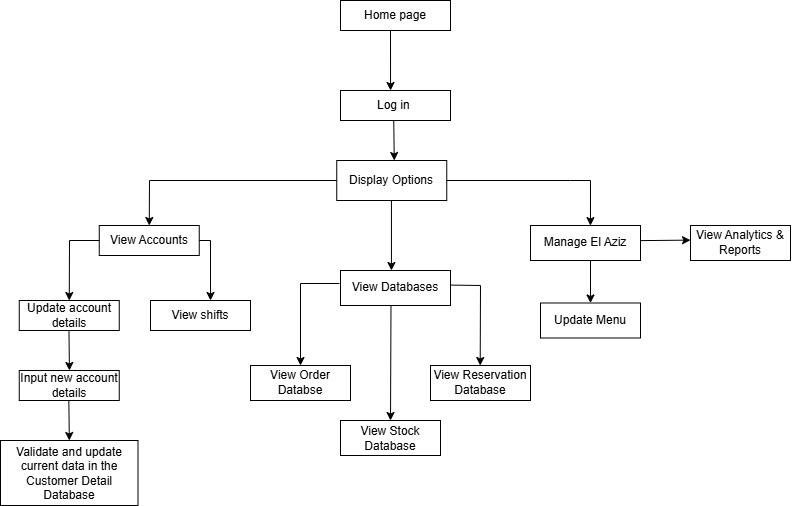 Home page
Log in
Display Options
View Accounts
Manage El Aziz
View Analytics &
Reports
View Databases
Update account
details
View shifts
Update Menu
Input new account
details
View Order
Databse
View Reservation
Database
View Stock
Database
Validate and update
current data in the
Customer Detail
Database